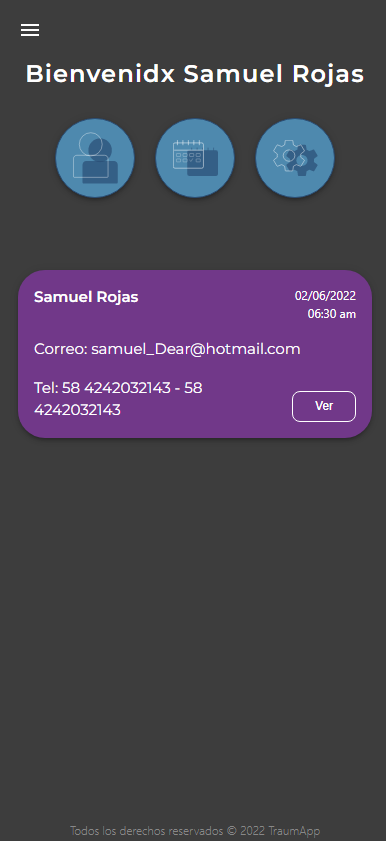 Bienvenidx Samuel Rojas
Samuel Rojas
02/06/2022
06:30 am
Correo: samuel_Dear@hotmail.com
Tel: 58 4242032143 - 58
4242032143
Ver
Todos los derechos reservados © 2022 TraumApp